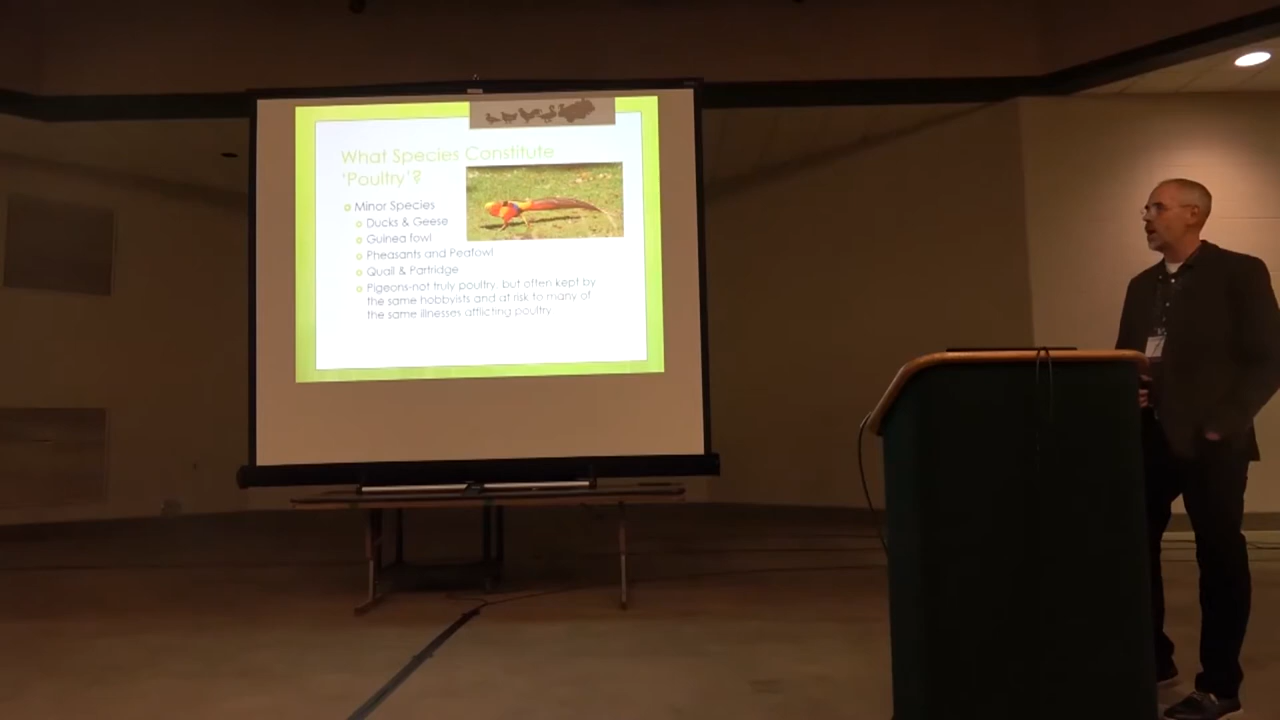 What Species Constitute
'Poultry'?
Minor Species
Ducks & Geese
Guinea fowl
Pheasants and Peafowl
Quail & Partridge
Pigeons-not truly poultry, but often kept by
the same hobbyists and at risk to many of
the same illnesses afflicting poultry